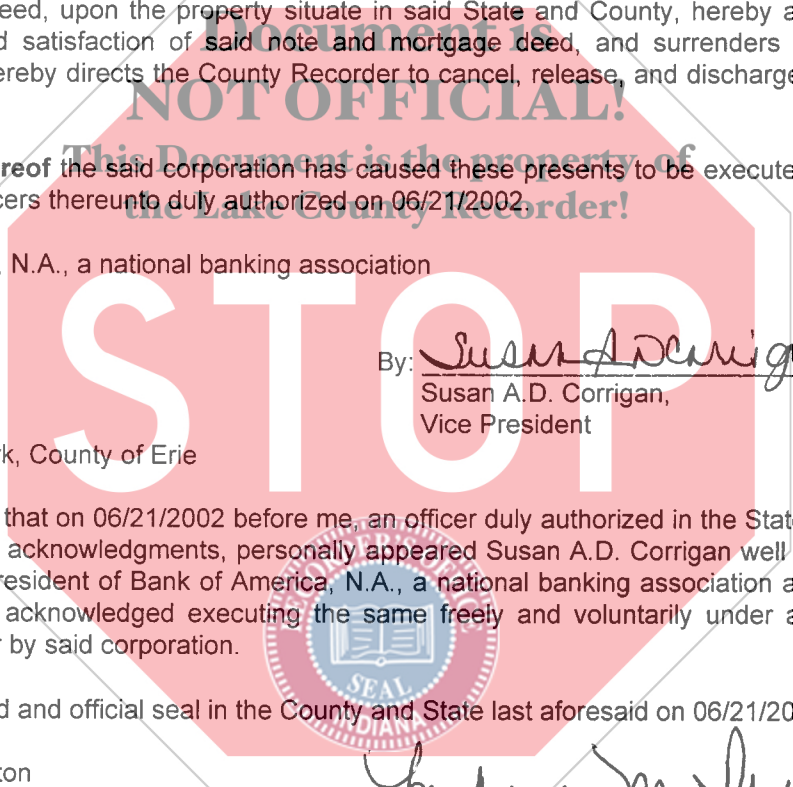 eed, upon the property situate in said State and County, hereby a
Document is
d satisfaction of said note and mortgage deed, and surrenders
ereby directs the County Recorder to cancel, release, and discharge
NOT OFFICIAL!
This Document is the property of
reof the said corporation has caused these presents to be execute
cers thereunto duly authorized on 06/21/2002.
the Lake County Recorder!
, N.A., a national banking association
STOP
By: Susan A D Corrig
Susan A.D. Corrigan,
Vice President
rk, County of Erie
that on 06/21/2002 before me, an officer duly authorized in the State
acknowledgments, personally appeared Susan A.D. Corrigan well
resident of Bank of America, N.A., a national banking association a
acknowledged executing the same freely and voluntarily under a
r by said corporation.
RECORDER'S OFFICE
SEAL
INDIANA
d and official seal in the County and State last aforesaid on 06/21/20
ton